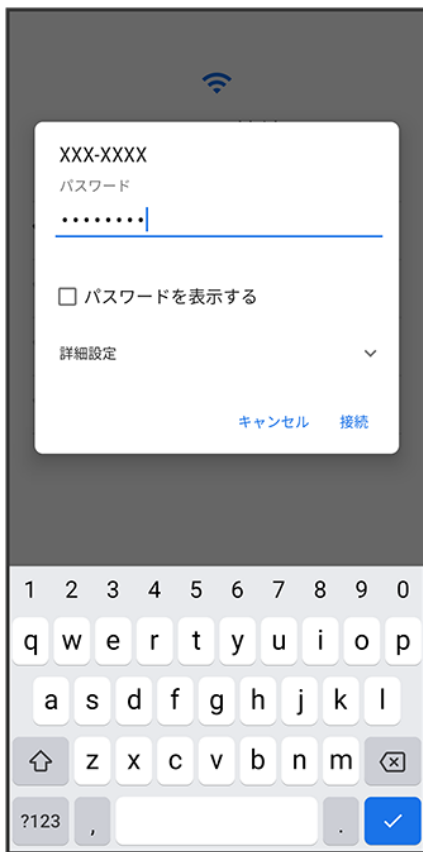 XXX-XXXX
パスワード
••••••••
パスワードを表示する
詳細設定
キャンセル 接続
1 2 3 4 5 6 7 8 9 0
q w e r t y u i o p
a s d f g h j k l
z x c v b n m
?123 , .